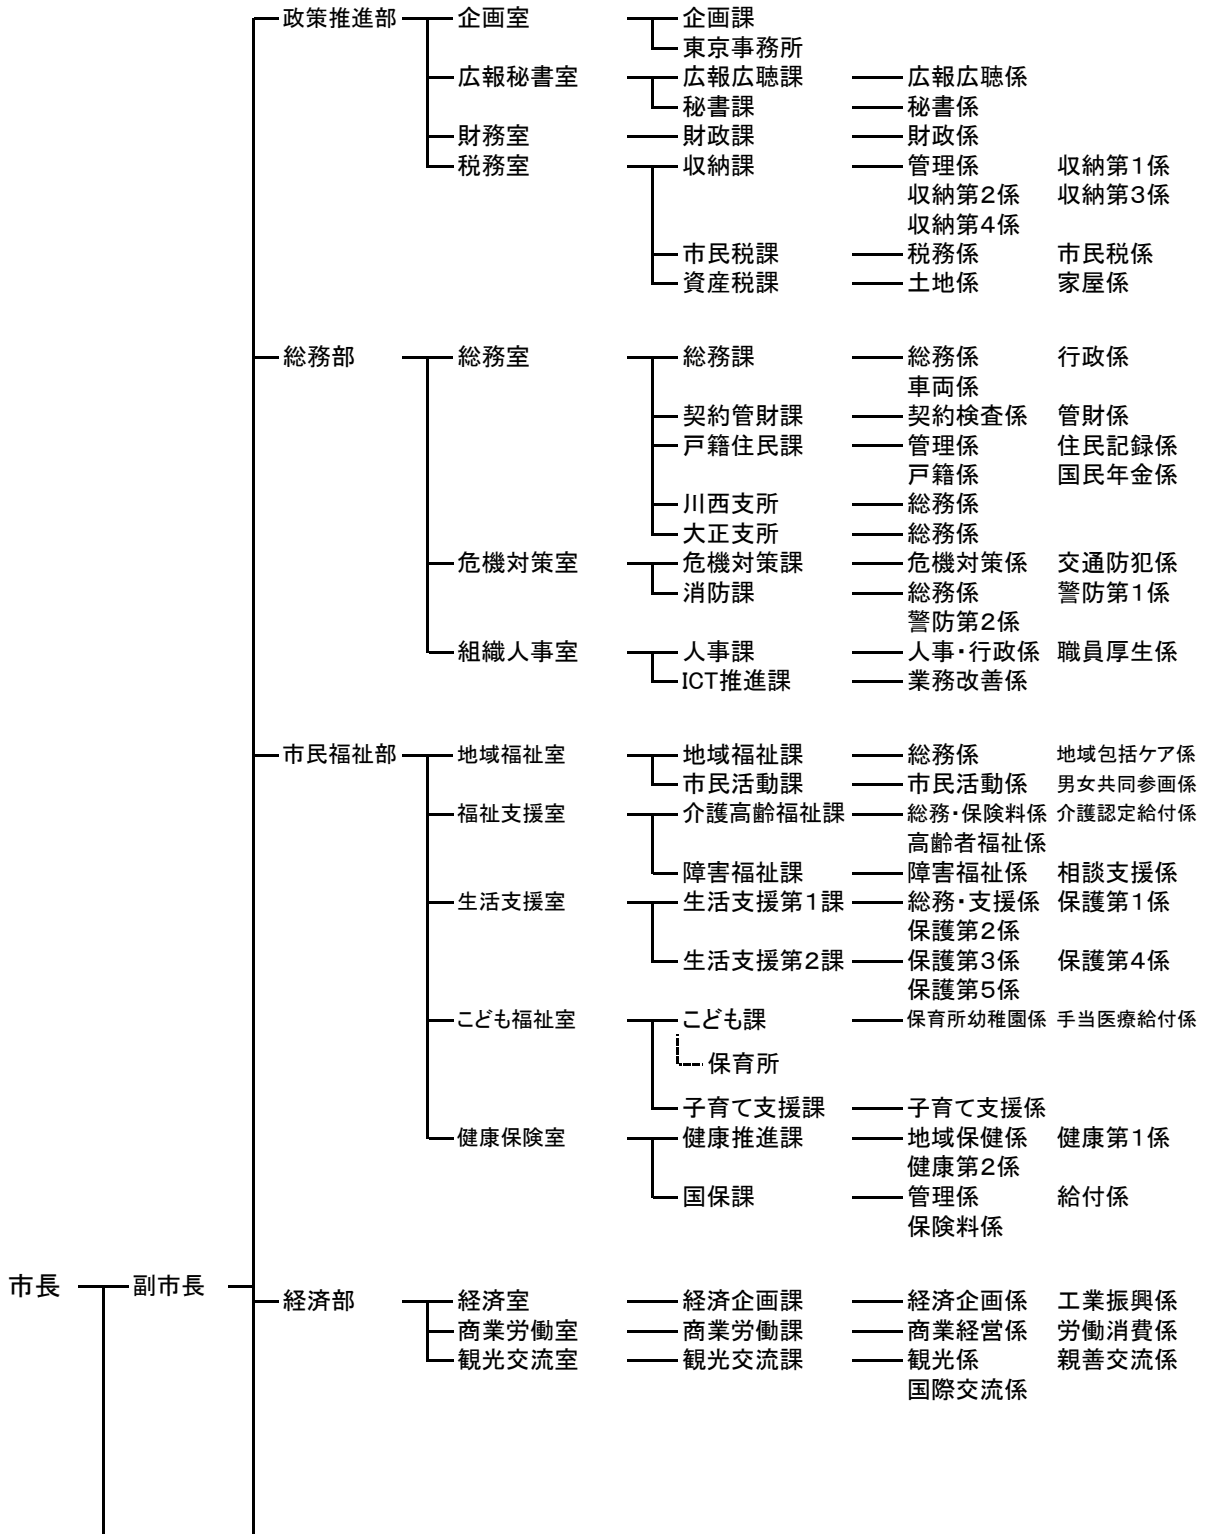 政策推進部 企画室 企画課
東京事務所
広報秘書室 広報広聴課 広報広聴係
秘書課 秘書係
財務室 財政課 財政係
税務室 収納課 管理係 収納第1係
収納第2係 収納第3係
収納第4係
市民税課 税務係 市民税係
資産税課 土地係 家屋係
総務部 総務室 総務課 総務係 行政係
車両係
契約管財課 契約検査係 管財係
戸籍住民課 管理係 住民記録係
戸籍係 国民年金係
川西支所 総務係
大正支所 総務係
危機対策室 危機対策課 危機対策係 交通防犯係
消防課 総務係 警防第1係
警防第2係
組織人事室 人事課 人事・行政係 職員厚生係
ICT推進課 業務改善係
市民福祉部 地域福祉室 地域福祉課 総務係 地域包括ケア係
市民活動課 市民活動係 男女共同参画係
福祉支援室 介護高齢福祉課 総務・保険料係 介護認定給付係
高齢者福祉係
障害福祉課 障害福祉係 相談支援係
生活支援室 生活支援第1課 総務・支援係 保護第1係
保護第2係
生活支援第2課 保護第3係 保護第4係
保護第5係
こども福祉室 こども課 保育所幼稚園係 手当医療給付係
保育所
子育て支援課 子育て支援係
健康保険室 健康推進課 地域保健係 健康第1係
健康第2係
国保課 管理係 給付係
保険料係
市長 副市長
経済部 経済室 経済企画課 経済企画係 工業振興係
商業労働室 商業労働課 商業経営係 労働消費係
観光交流室 観光交流課 観光係 親善交流係
国際交流係